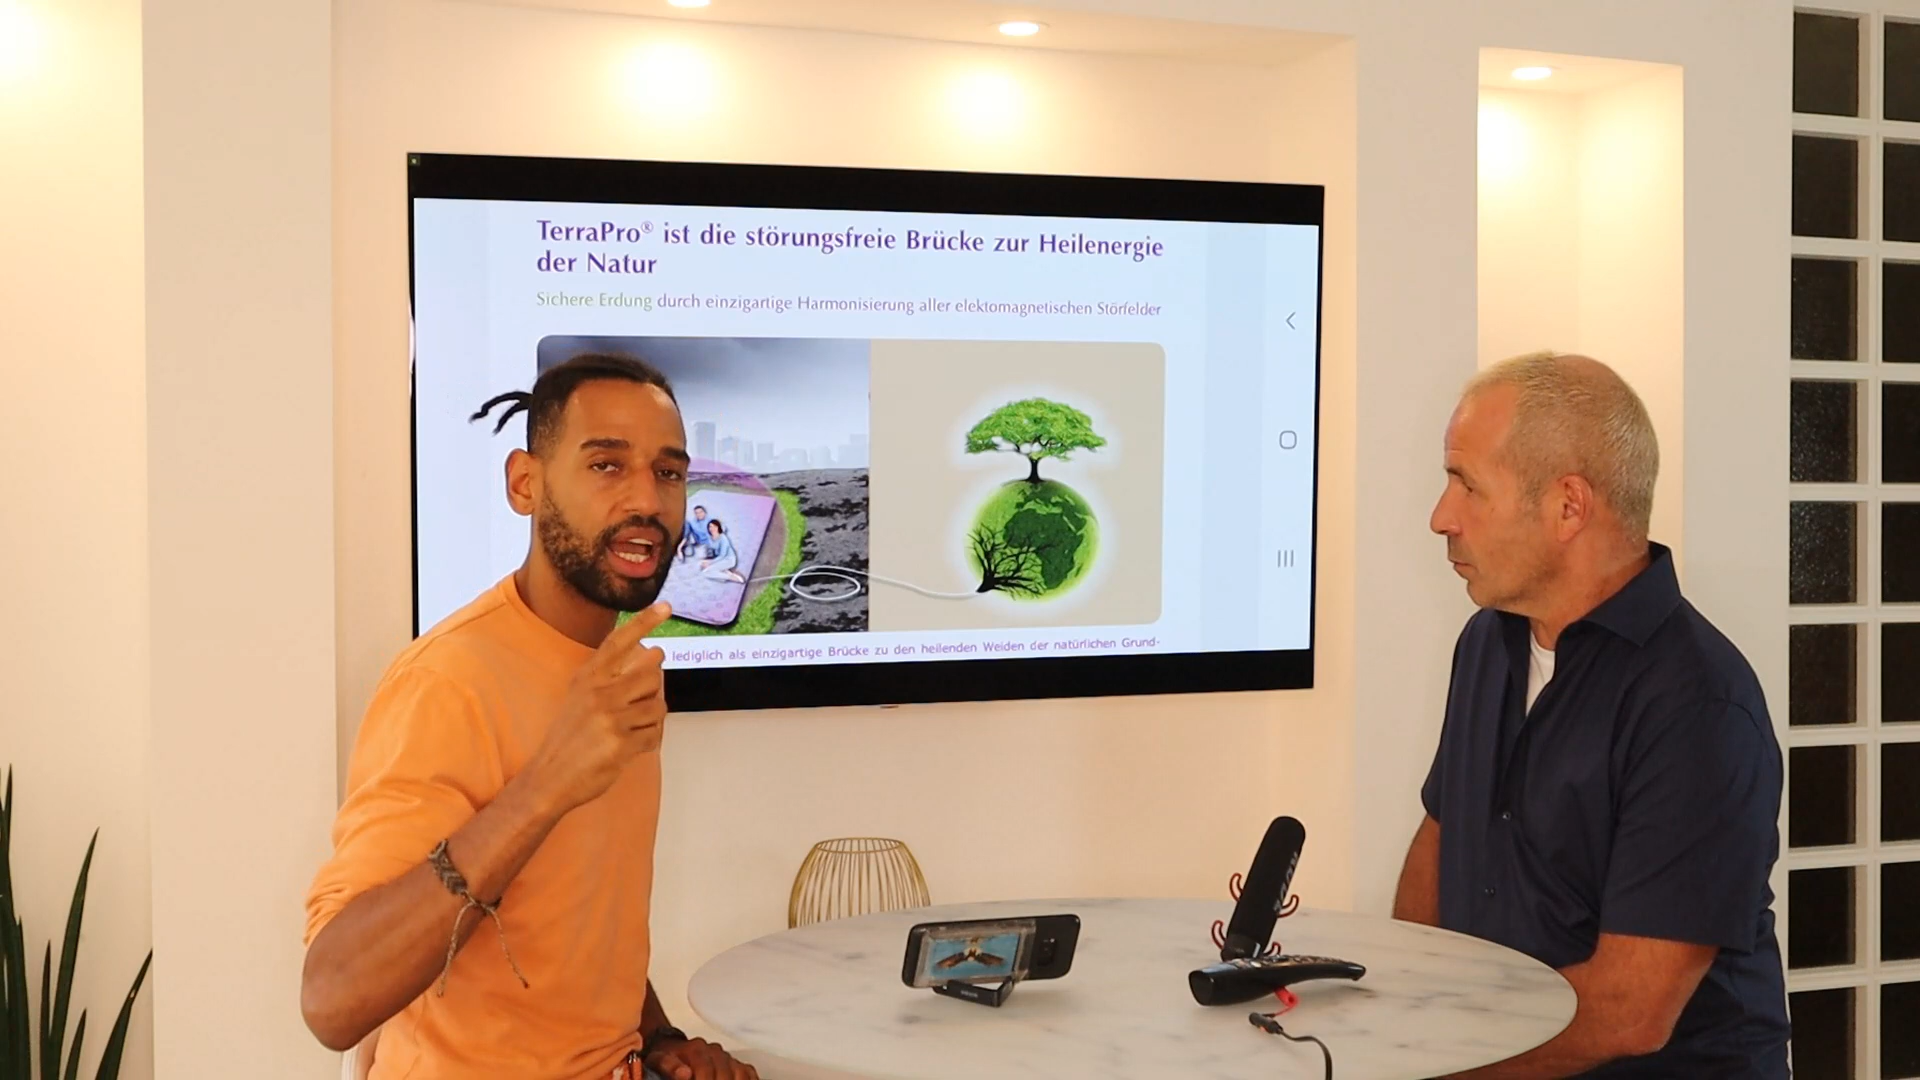 TerraPro® ist die störungsfreie Brücke zur Heilenergie
der Natur
Sichere Erdung durch einzigartige Harmonisierung aller elektomagnetischen Störfelder
lediglich als einzigartige Brücke zu den heilenden Weiden der natürlichen Grund-
RODE